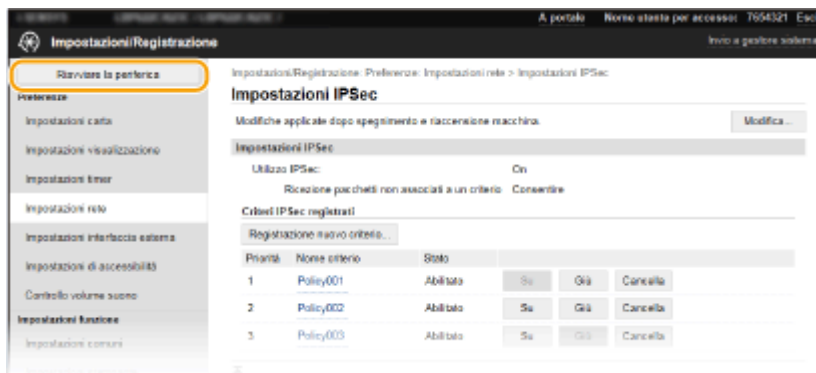 A portale Nome utente per accesso: 7654321 Esci
Impostazioni/Registrazione
Invio a gestore sistema
Riavviare la periferica
Impostazioni/Registrazione: Preferenze: Impostazioni rete > Impostazioni IPSec
Preferenze
Impostazioni IPSec
Impostazioni carta
Modifiche applicate dopo spegnimento e riaccensione macchina.
Modifica...
Impostazioni visualizzazione
Impostazioni IPSec
Impostazioni timer
Utilizzo IPSec: On
Ricezione pacchetti non associati a un criterio Consentire
Impostazioni rete
Criteri IPSec registrati
Impostazioni interfaccia esterna
Registrazione nuovo criterio...
Priorità Nome criterio Stato
Impostazioni di accessibilità
1 Policy001 Abilitato Su Giù Cancella
Controllo volume suono
2 Policy002 Abilitato Su Giù Cancella
Impostazioni funzione
3 Policy003 Abilitato Su Giù Cancella
Impostazioni comuni